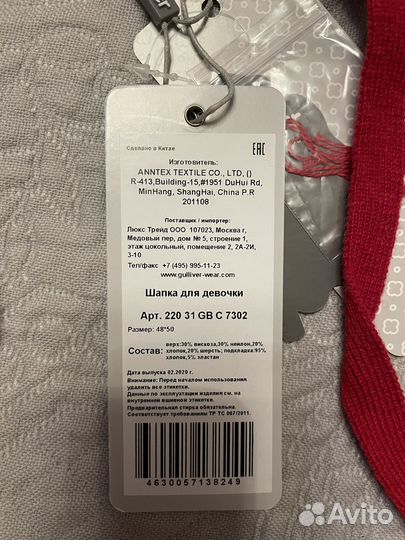 Сделано в Китае
EAC
Изготовитель:
ANNTEX TEXTILE CO., LTD, ()
R-413,Building-15,#1951 DuHui Rd,
MinHang, ShangHai, China P.R
201108
Поставщик / импортер:
Люкс Трейд ООО 107023, Москва г,
Медовый пер, дом № 5, строение 1,
этаж цокольный, помещение 2, 2А-2И,
3-10
Тел/факс +7 (495) 995-11-23
www.gulliver-wear.com
Шапка для девочки
Арт. 220 31 GB C 7302
Размер: 48*50
Состав: верх:30% вискоза,30% нейлон,20%
хлопок,20% шерсть; подкладка:95%
хлопок,5% эластан
Дата выпуска 02.2020 г.
Внимание: Перед началом использования
удалить все этикетки.
Данные по эксплуатации изделия см. на
внутренней вшивной этикетке.
Предварительная стирка обязательна.
Соответствует требованиям ТР ТС 007/2011.
4630057138249
Avito